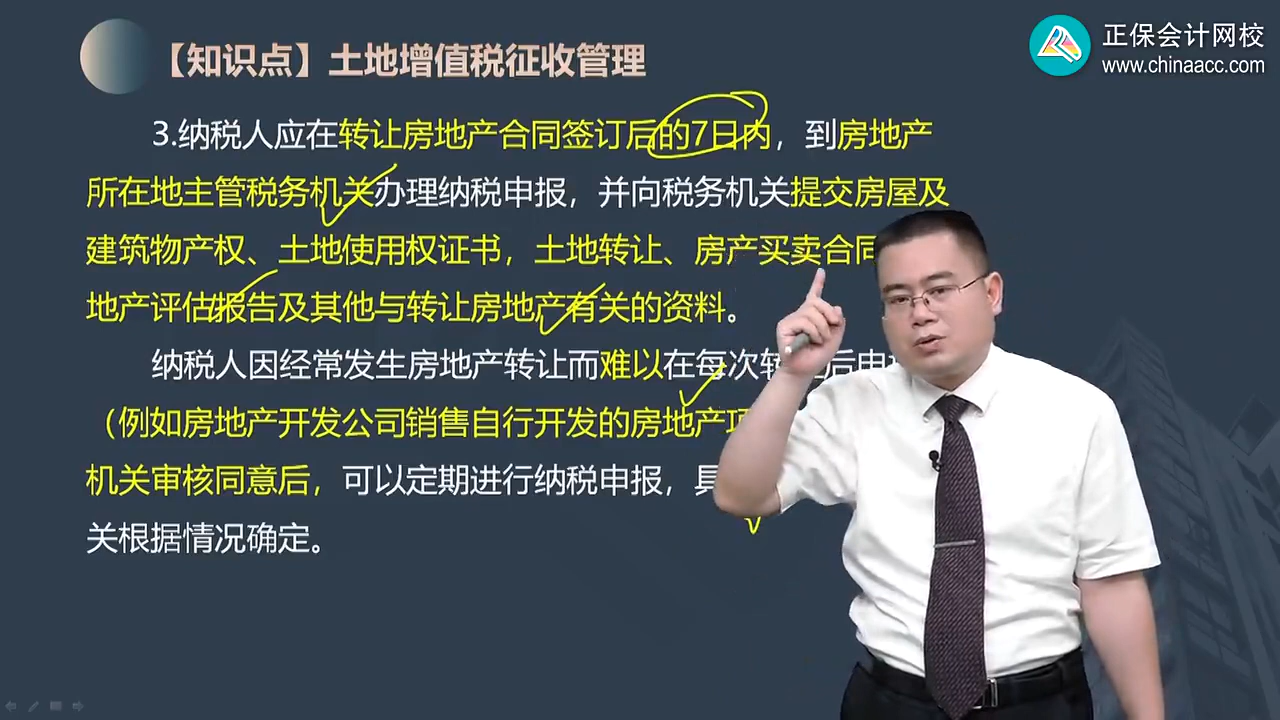 【知识点】土地增值税征收管理
正保会计网校
www.chinaacc.com
3.纳税人应在转让房地产合同签订后的7日内，到房地产
所在地主管税务机关办理纳税申报，并向税务机关提交房屋及
建筑物产权、土地使用权证书，土地转让、房产买卖合同
地产评估报告及其他与转让房地产有关的资料。
纳税人因经常发生房地产转让而难以在每次转让后申
（例如房地产开发公司销售自行开发的房地产项
机关审核同意后，可以定期进行纳税申报，具
关根据情况确定。